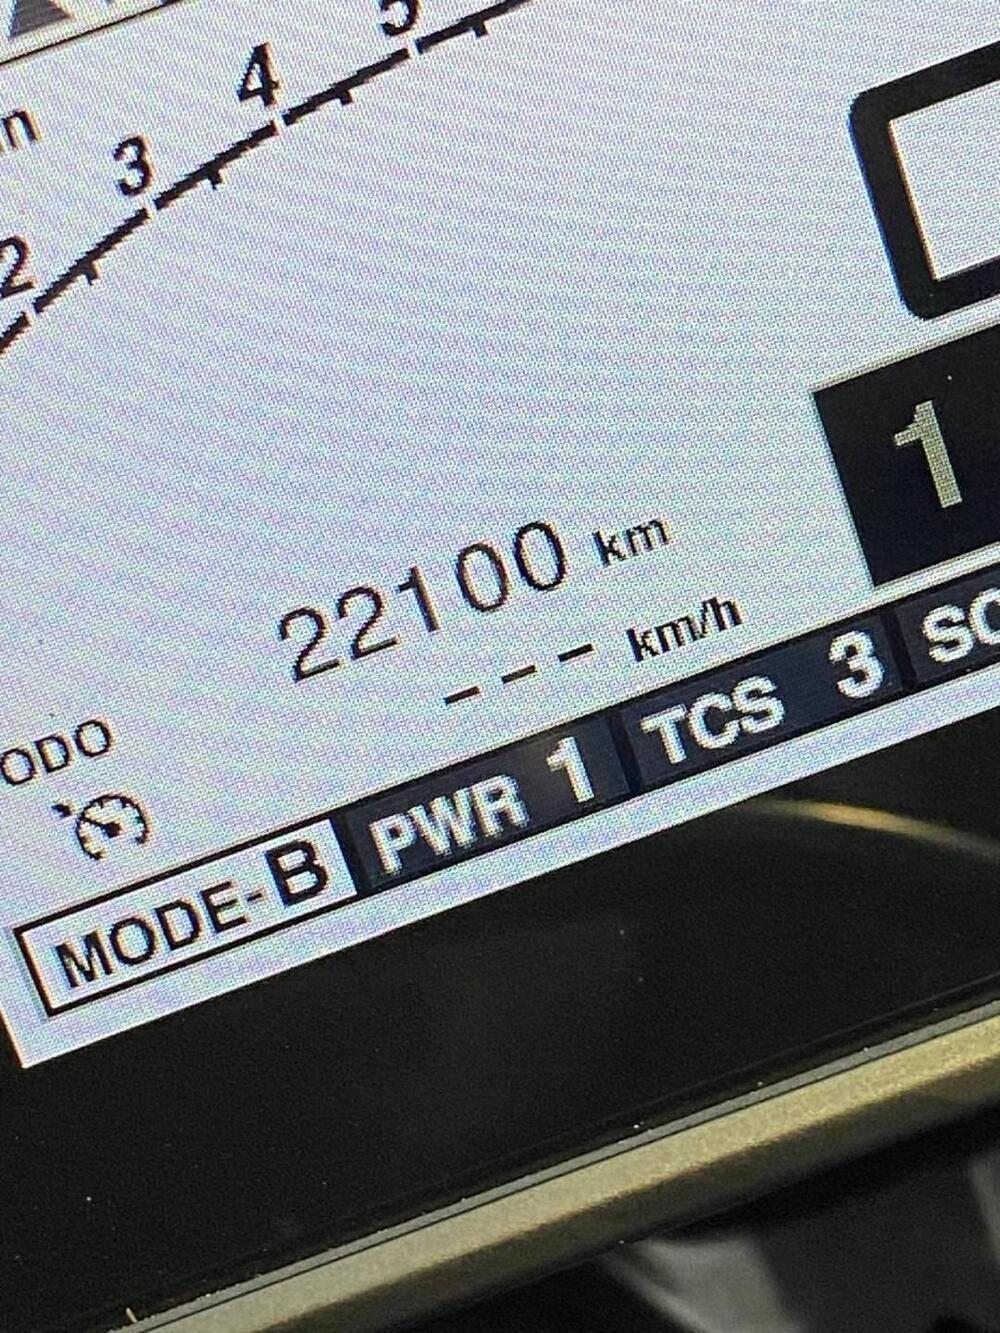 5
4
3
2
22100 km
--- km/h
ODO
1
MODE-B PWR 1 TCS 3